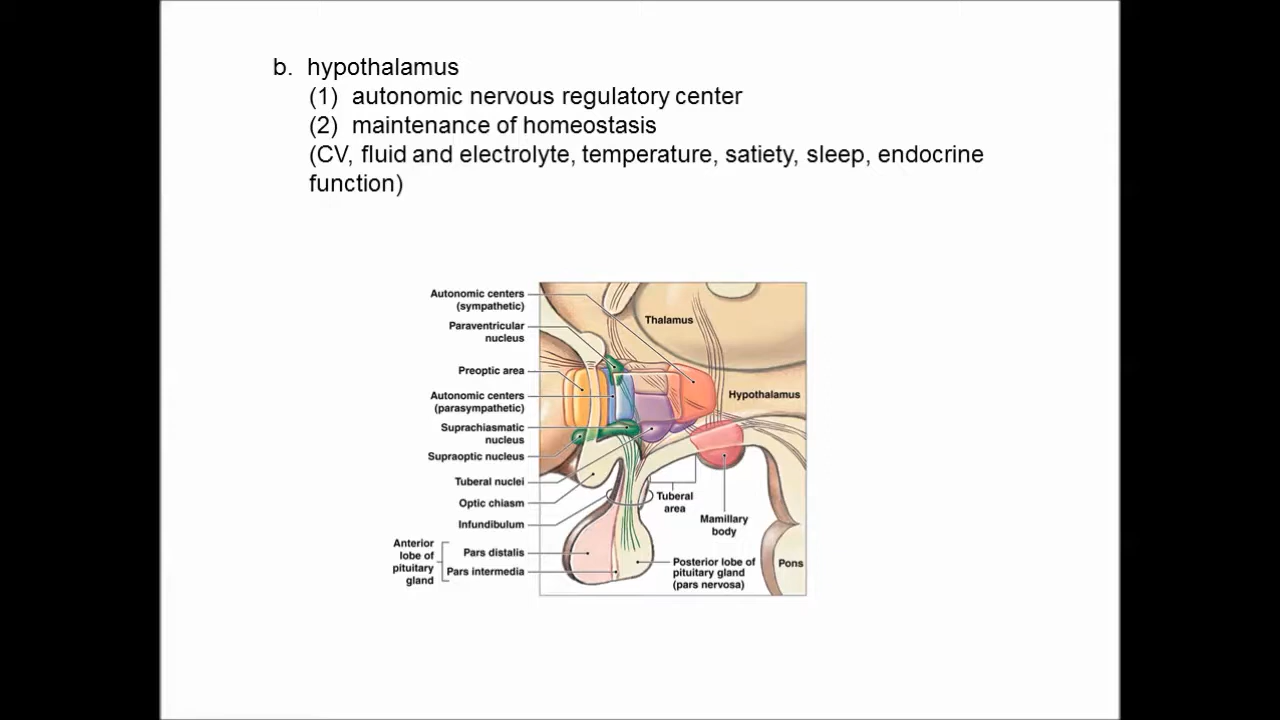 b. hypothalamus
(1) autonomic nervous regulatory center
(2) maintenance of homeostasis
(CV, fluid and electrolyte, temperature, satiety, sleep, endocrine
function)
Autonomic centers
(sympathetic)
Paraventricular
nucleus
Preoptic area
Autonomic centers
(parasympathetic)
Suprachiasmatic
nucleus
Supraoptic nucleus
Tuberal nuclei
Optic chiasm
Infundibulum
Anterior
lobe of
pituitary
gland
Pars distalis
Pars intermedia
Thalamus
Hypothalamus
Tuberal
area
Mamillary
body
Posterior lobe of
pituitary gland
(pars nervosa)
Pons